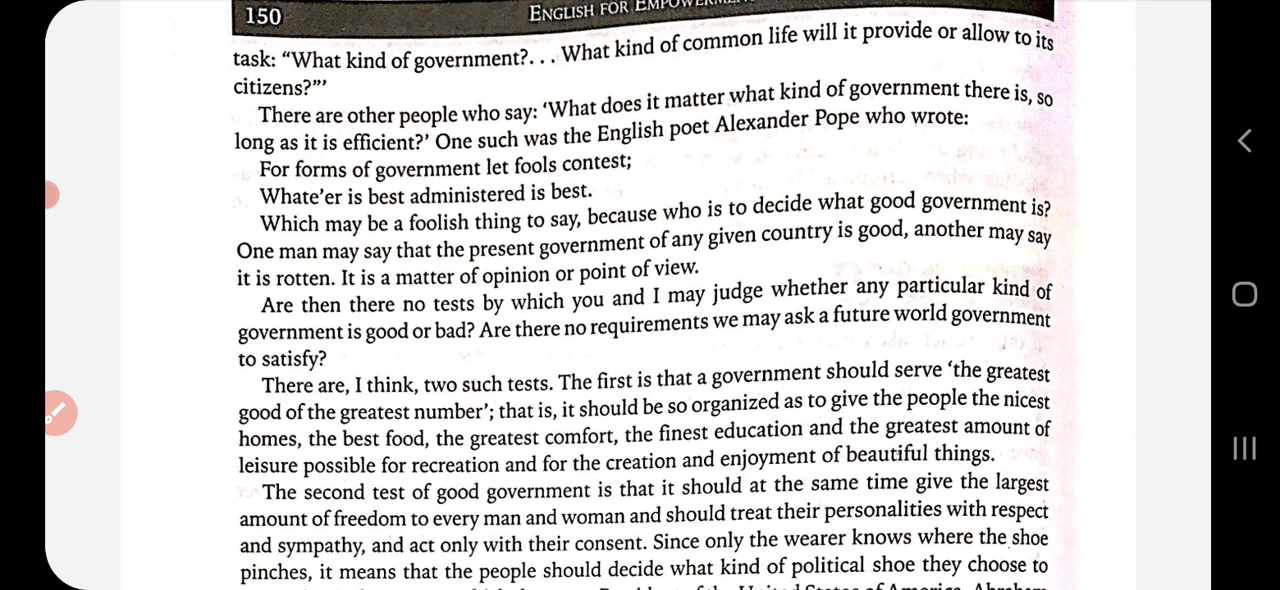 150
ENGLISH FOR
task: “What kind of government?. . . What kind of common life will it provide or allow to its
citizens?”’
There are other people who say: ‘What does it matter what kind of government there is, so
long as it is efficient?’ One such was the English poet Alexander Pope who wrote:
For forms of government let fools contest;
Whate’er is best administered is best.
Which may be a foolish thing to say, because who is to decide what good government is?
One man may say that the present government of any given country is good, another may say
it is rotten. It is a matter of opinion or point of view.
Are then there no tests by which you and I may judge whether any particular kind of
government is good or bad? Are there no requirements we may ask a future world government
to satisfy?
There are, I think, two such tests. The first is that a government should serve ‘the greatest
good of the greatest number’; that is, it should be so organized as to give the people the nicest
homes, the best food, the greatest comfort, the finest education and the greatest amount of
leisure possible for recreation and for the creation and enjoyment of beautiful things.
The second test of good government is that it should at the same time give the largest
amount of freedom to every man and woman and should treat their personalities with respect
and sympathy, and act only with their consent. Since only the wearer knows where the shoe
pinches, it means that the people should decide what kind of political shoe they choose to